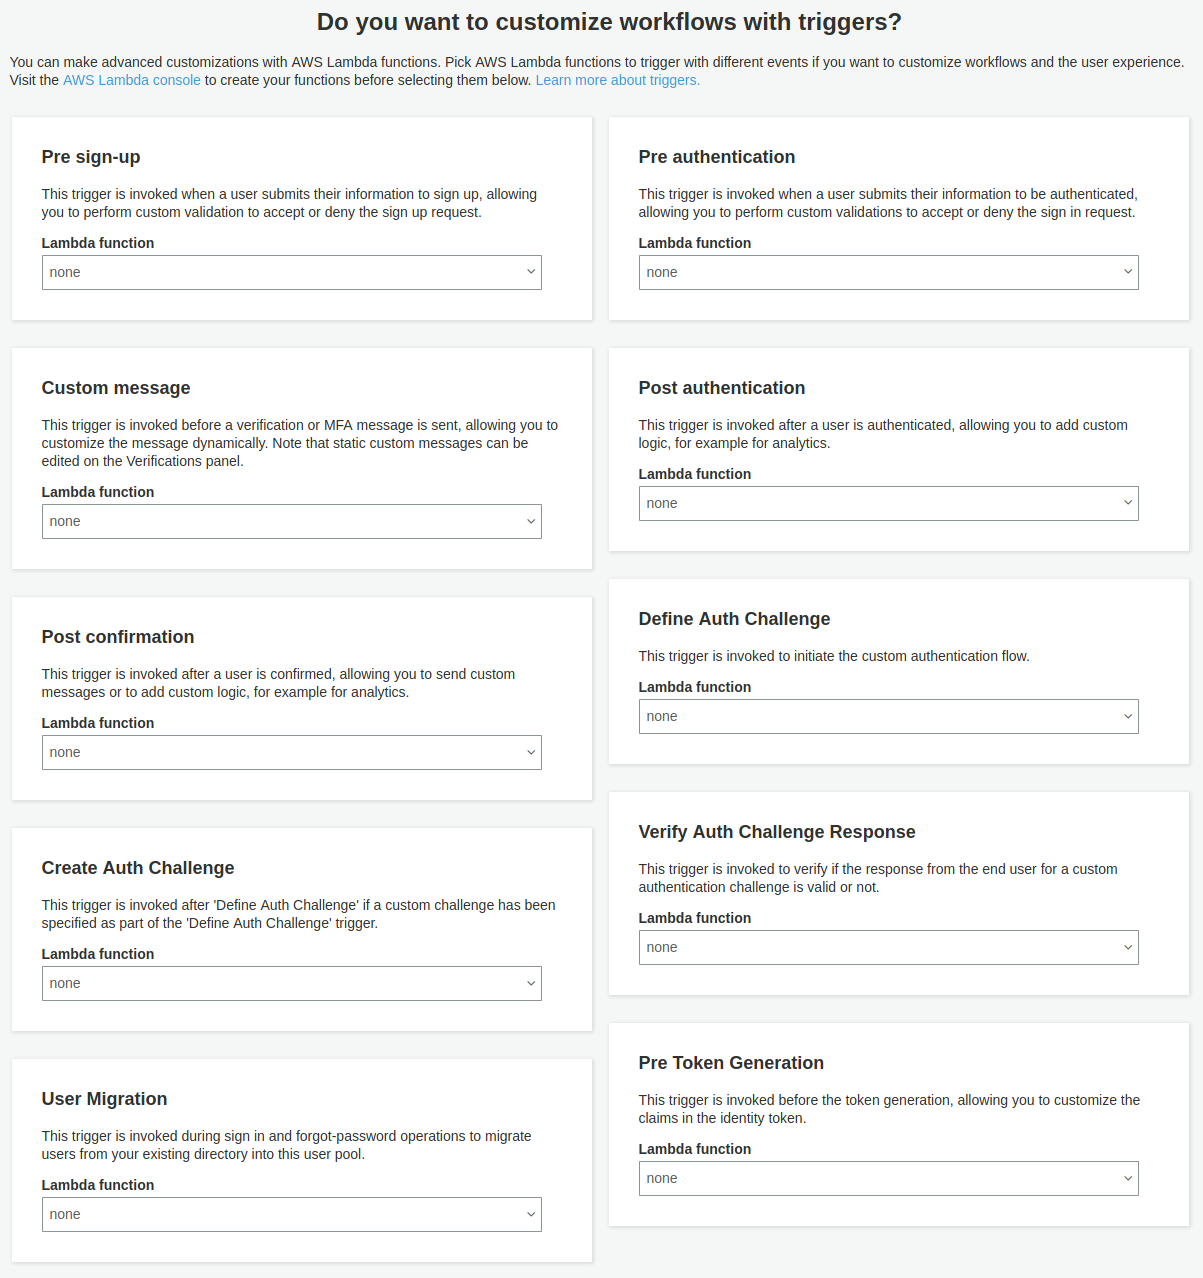 Do you want to customize workflows with triggers?
You can make advanced customizations with AWS Lambda functions. Pick AWS Lambda functions to trigger with different events if you want to customize workflows and the user experience.
Visit the AWS Lambda console to create your functions before selecting them below. Learn more about triggers.
Pre sign-up
This trigger is invoked when a user submits their information to sign up, allowing
you to perform custom validation to accept or deny the sign up request.
Lambda function
none
Custom message
This trigger is invoked before a verification or MFA message is sent, allowing you to
customize the message dynamically. Note that static custom messages can be
edited on the Verifications panel.
Lambda function
none
Post confirmation
This trigger is invoked after a user is confirmed, allowing you to send custom
messages or to add custom logic, for example for analytics.
Lambda function
none
Create Auth Challenge
This trigger is invoked after 'Define Auth Challenge' if a custom challenge has been
specified as part of the 'Define Auth Challenge' trigger.
Lambda function
none
User Migration
This trigger is invoked during sign in and forgot-password operations to migrate
users from your existing directory into this user pool.
Lambda function
none
Pre authentication
This trigger is invoked when a user submits their information to be authenticated,
allowing you to perform custom validations to accept or deny the sign in request.
Lambda function
none
Post authentication
This trigger is invoked after a user is authenticated, allowing you to add custom
logic, for example for analytics.
Lambda function
none
Define Auth Challenge
This trigger is invoked to initiate the custom authentication flow.
Lambda function
none
Verify Auth Challenge Response
This trigger is invoked to verify if the response from the end user for a custom
authentication challenge is valid or not.
Lambda function
none
Pre Token Generation
This trigger is invoked before the token generation, allowing you to customize the
claims in the identity token.
Lambda function
none